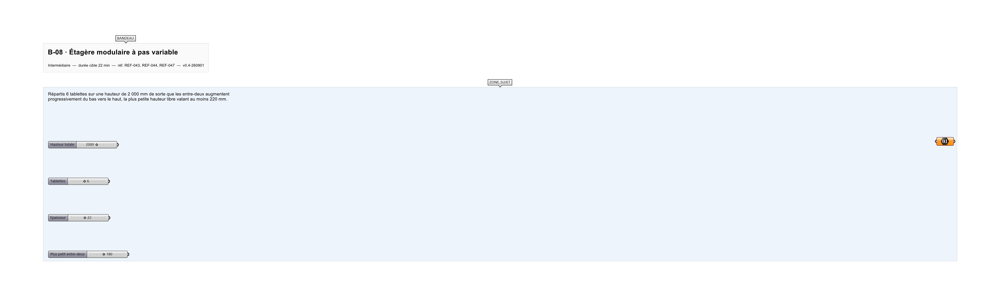 BANDEAU
B-08 · Étagère modulaire à pas variable
Intermédiaire — durée cible 22 min — réf. REF-043, REF-044, REF-047 — v0.4-260901
ZONE_SUJET
Répartis 6 tablettes sur une hauteur de 2 000 mm de sorte que les entre-deux augmentent
progressivement du bas vers le haut, la plus petite hauteur libre valant au moins 220 mm.
Hauteur totale 2000
0.1
Tablettes 6
Epaisseur 22
Plus petit entre-deux 180